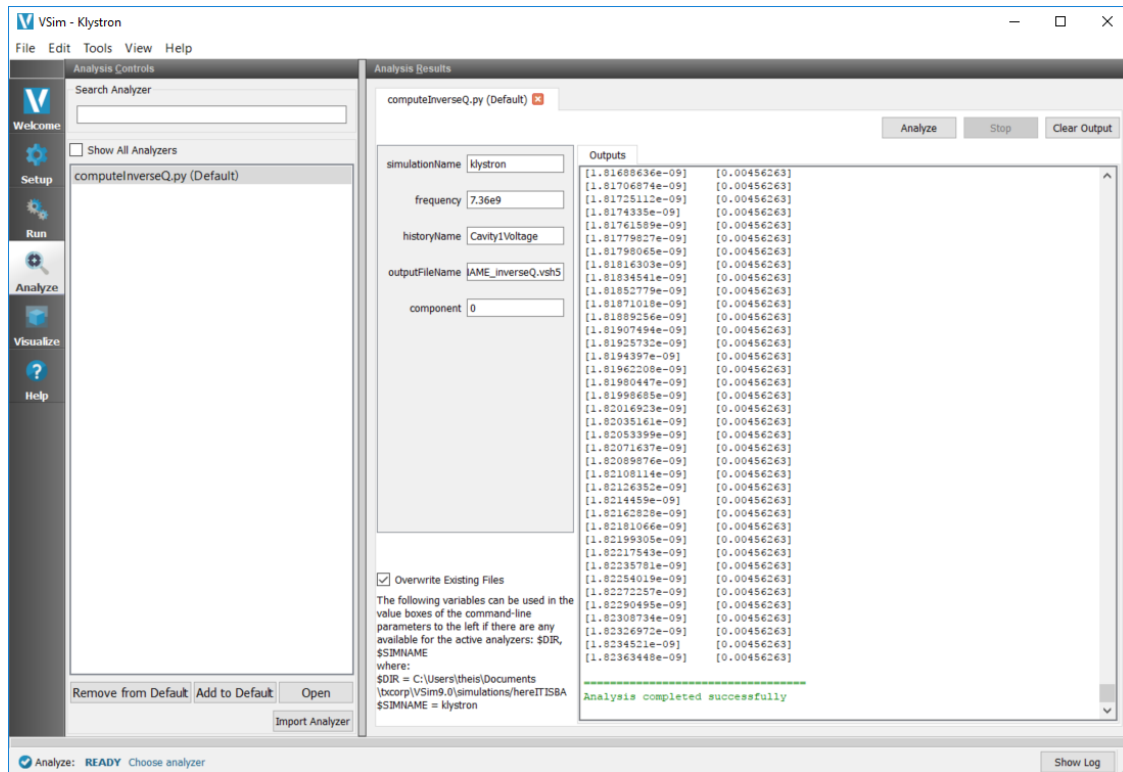 VSim - Klystron
File Edit Tools View Help
Analysis Controls
Search Analyzer
Show All Analyzers
computeInverseQ.py (Default)
Welcome
Setup
Run
Analyze
Visualize
Help
Remove from Default Add to Default Open
Import Analyzer
Analysis Results
computeInverseQ.py (Default)
Analyze Stop Clear Output
simulationName klystron
frequency 7.36e9
historyName Cavity1Voltage
outputFileName IAME_inverseQ.vsh5
component 0
Overwrite Existing Files
The following variables can be used in the
value boxes of the command-line
parameters to the left if there are any
available for the active analyzers: $DIR,
$SIMNAME
where:
$DIR = C:\Users\theis\Documents
\txcorp\VSim9.0\simulations/hereITISBA
$SIMNAME = klystron
Outputs
[1.81688636e-09] [0.00456263]
[1.81706874e-09] [0.00456263]
[1.81725112e-09] [0.00456263]
[1.8174335e-09] [0.00456263]
[1.81761589e-09] [0.00456263]
[1.81779827e-09] [0.00456263]
[1.81798065e-09] [0.00456263]
[1.81816303e-09] [0.00456263]
[1.81834541e-09] [0.00456263]
[1.81852779e-09] [0.00456263]
[1.81871018e-09] [0.00456263]
[1.81889256e-09] [0.00456263]
[1.81907494e-09] [0.00456263]
[1.81925732e-09] [0.00456263]
[1.8194397e-09] [0.00456263]
[1.81962208e-09] [0.00456263]
[1.81980447e-09] [0.00456263]
[1.81998685e-09] [0.00456263]
[1.82016923e-09] [0.00456263]
[1.82035161e-09] [0.00456263]
[1.82053399e-09] [0.00456263]
[1.82071637e-09] [0.00456263]
[1.82089876e-09] [0.00456263]
[1.82108114e-09] [0.00456263]
[1.82126352e-09] [0.00456263]
[1.8214459e-09] [0.00456263]
[1.82162828e-09] [0.00456263]
[1.82181066e-09] [0.00456263]
[1.82199305e-09] [0.00456263]
[1.82217543e-09] [0.00456263]
[1.82235781e-09] [0.00456263]
[1.82254019e-09] [0.00456263]
[1.82272257e-09] [0.00456263]
[1.82290495e-09] [0.00456263]
[1.82308734e-09] [0.00456263]
[1.82326972e-09] [0.00456263]
[1.8234521e-09] [0.00456263]
[1.82363448e-09] [0.00456263]
==================================
Analysis completed successfully
Analyze: READY Choose analyzer
Show Log